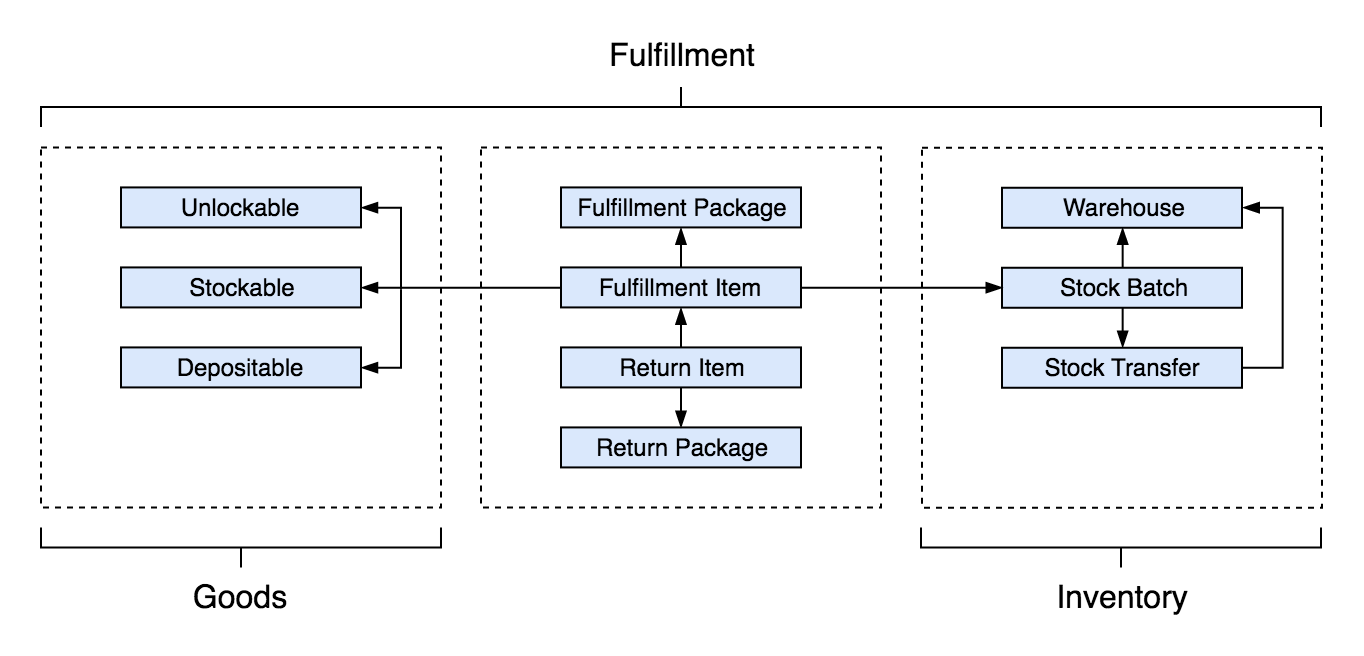 Fulfillment
Unlockable
Stockable
Depositable
Fulfillment Package
Fulfillment Item
Return Item
Return Package
Warehouse
Stock Batch
Stock Transfer
Goods
Inventory